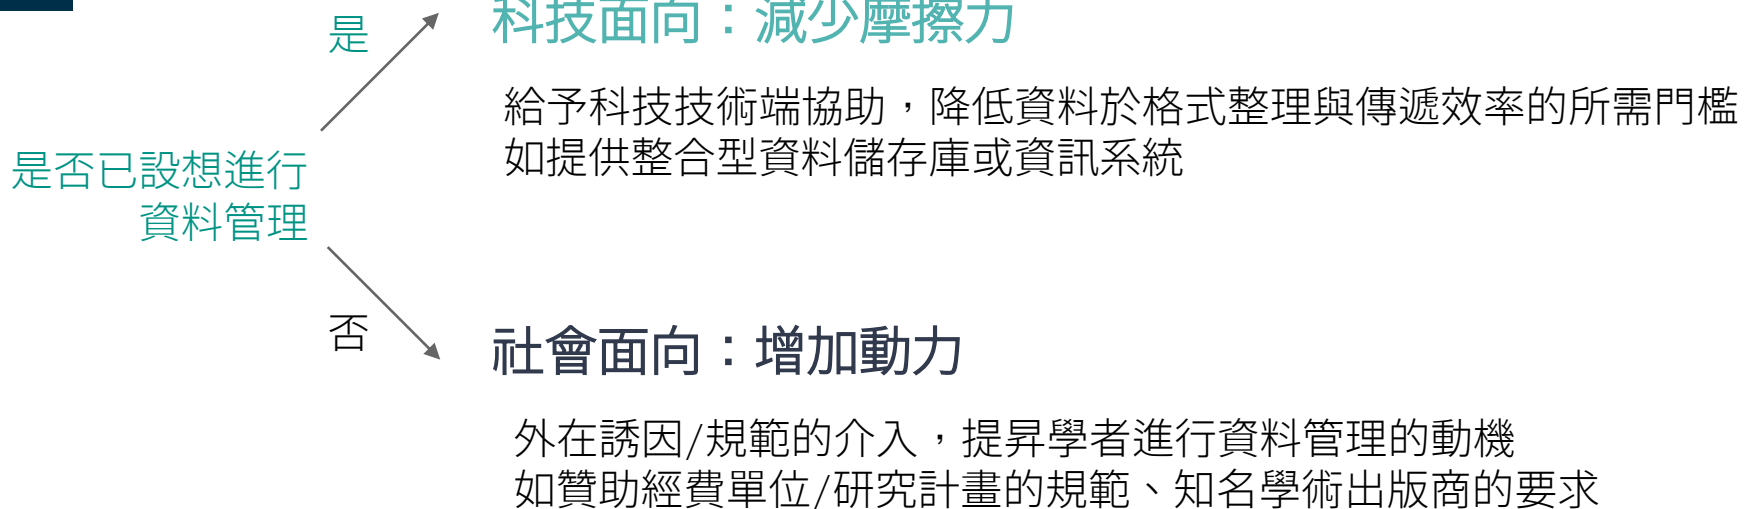 是
科技面向：減少摩擦力
給予科技技術端協助，降低資料於格式整理與傳遞效率的所需門檻
如提供整合型資料儲存庫或資訊系統
是否已設想進行
資料管理
否
社會面向：增加動力
外在誘因/規範的介入，提昇學者進行資料管理的動機
如贊助經費單位/研究計畫的規範、知名學術出版商的要求